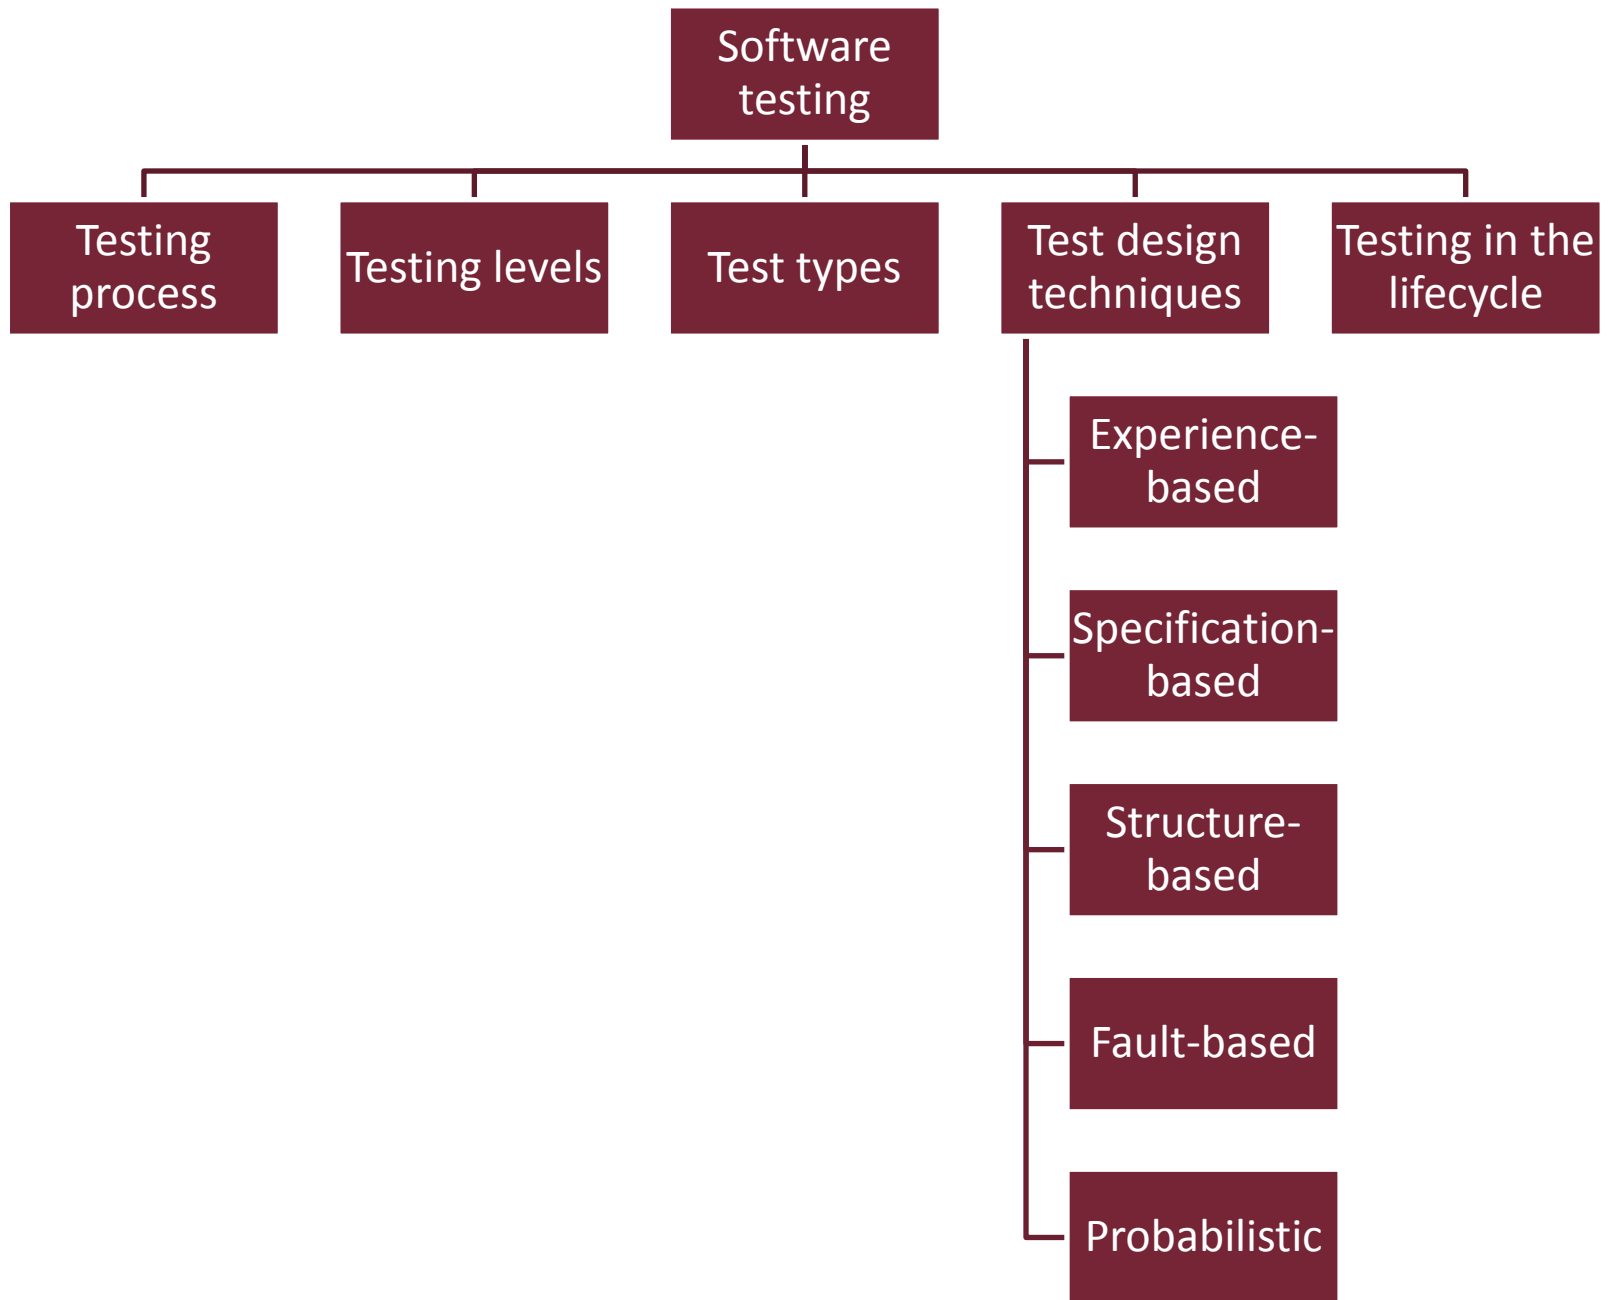 Software
testing
Testing
process
Testing levels
Test types
Test design
techniques
Testing in the
lifecycle
Experience-
based
Specification-
based
Structure-
based
Fault-based
Probabilistic